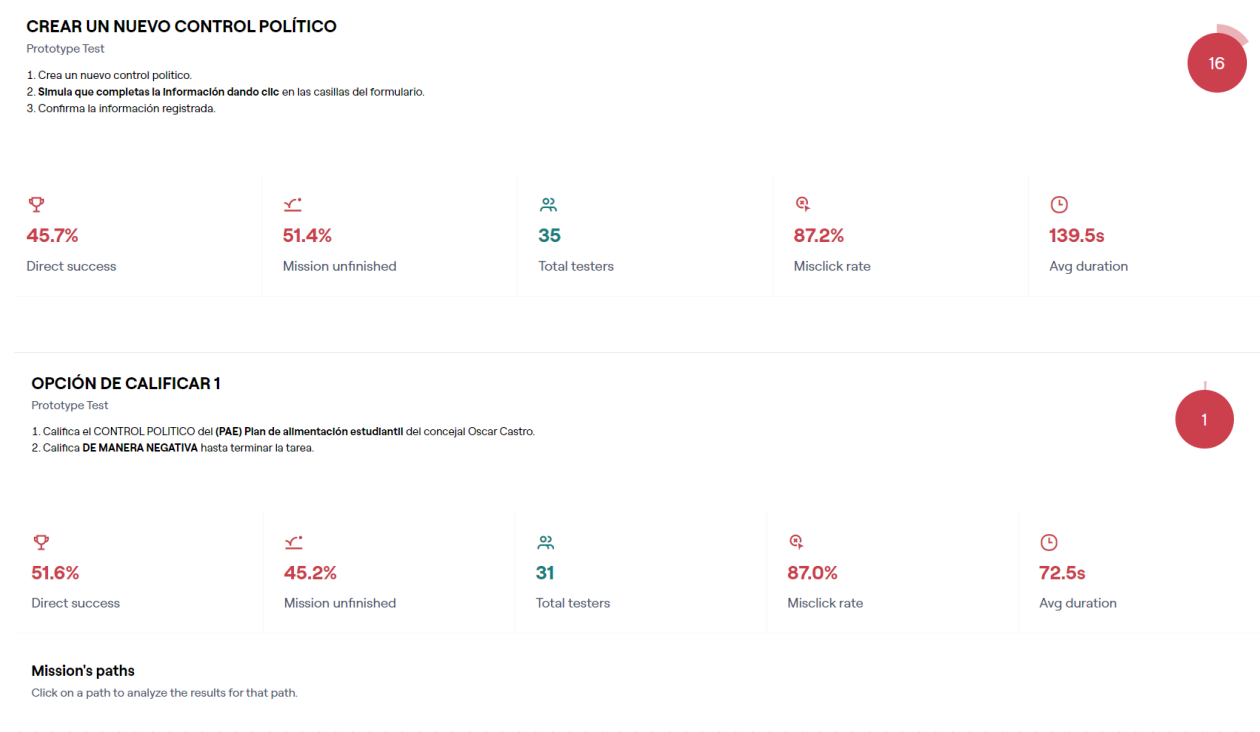 CREAR UN NUEVO CONTROL POLÍTICO
Prototype Test
1. Crea un nuevo control politico.
2. Simula que completas la información dando clic en las casillas del formulario.
3. Confirma la información registrada.
16
45.7%
Direct success
51.4%
Mission unfinished
35
Total testers
87.2%
Misclick rate
139.5s
Avg duration
OPCIÓN DE CALIFICAR 1
Prototype Test
1. Califica el CONTROL POLITICO del (PAE) Plan de alimentación estudiantil del concejal Oscar Castro.
2. Califica DE MANERA NEGATIVA hasta terminar la tarea.
1
51.6%
Direct success
45.2%
Mission unfinished
31
Total testers
87.0%
Misclick rate
72.5s
Avg duration
Mission's paths
Click on a path to analyze the results for that path.